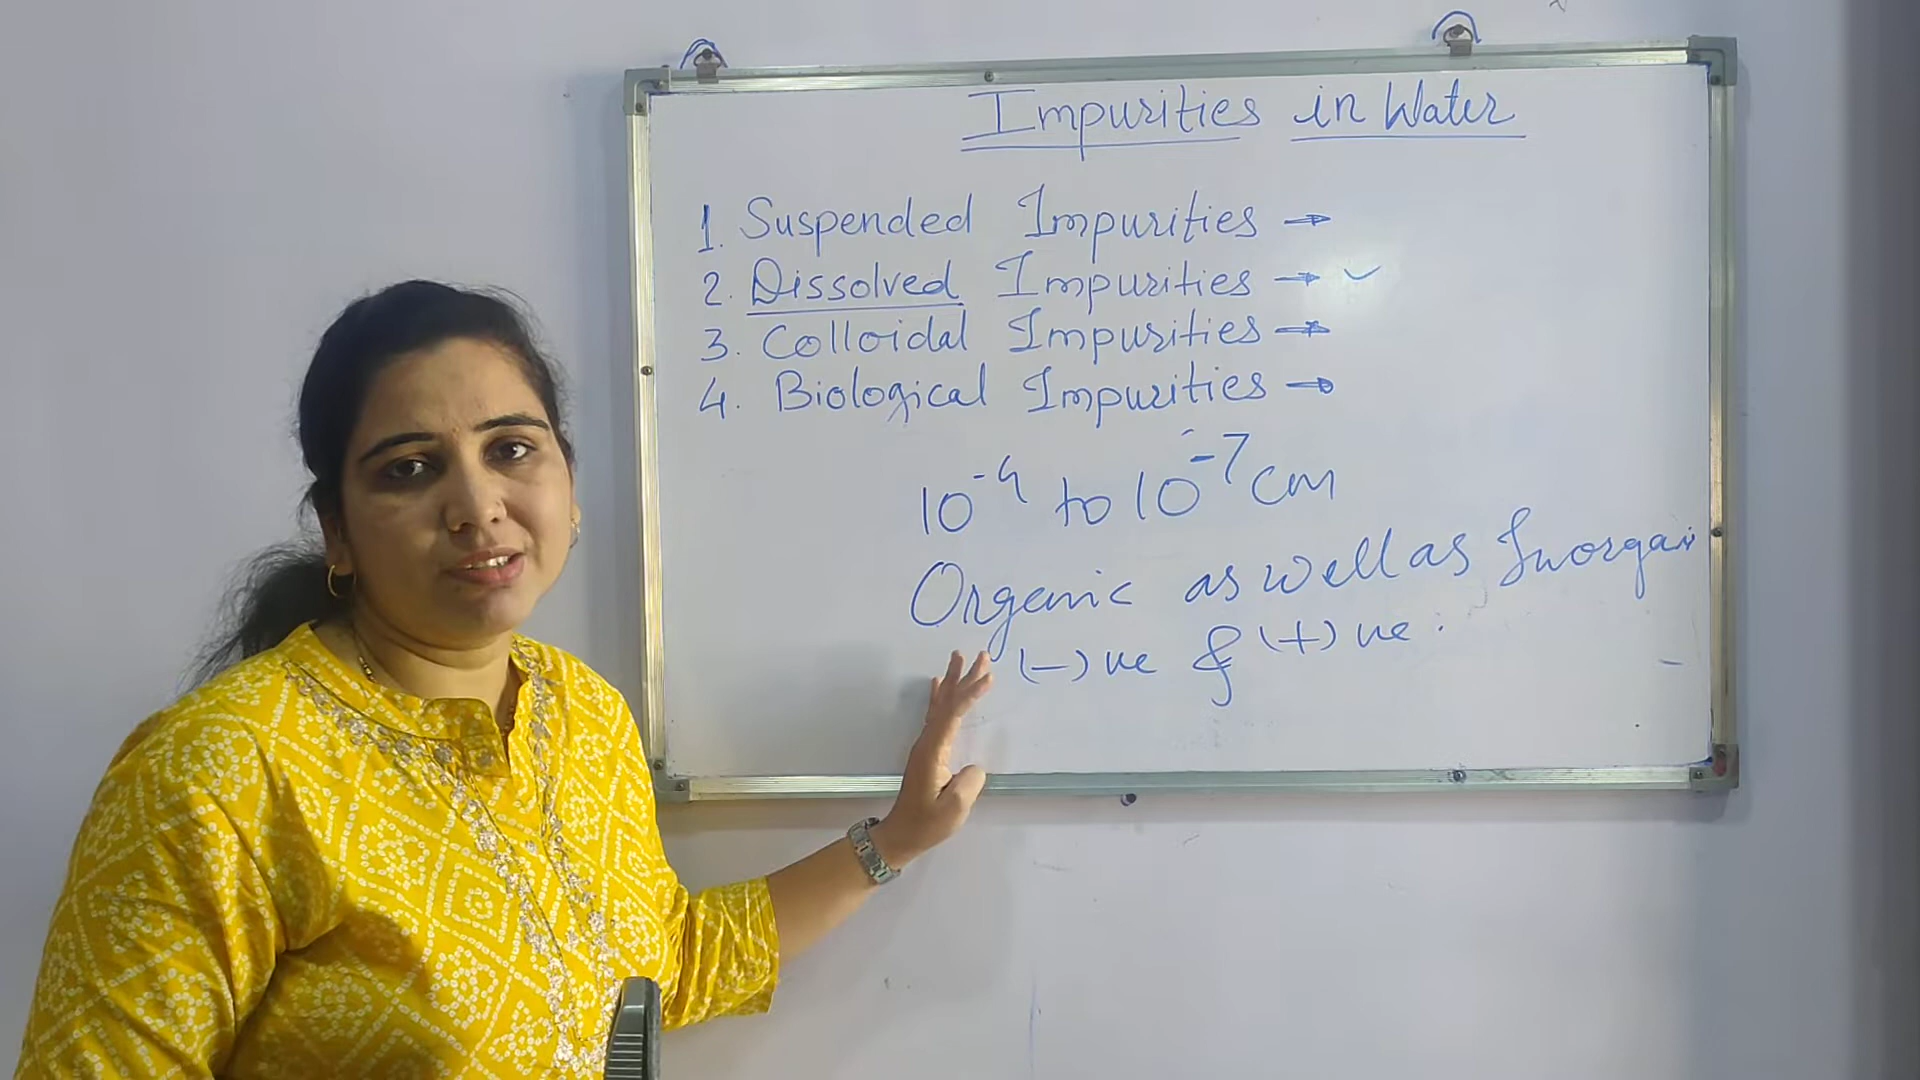 Impurities in Water
1. Suspended Impurities →
2. Dissolved Impurities → ✓
3. Colloidal Impurities →
4. Biological Impurities →
10⁻⁴ to 10⁻⁷ cm
Organic as well as Inorgani
(-)ve & (+)ve.